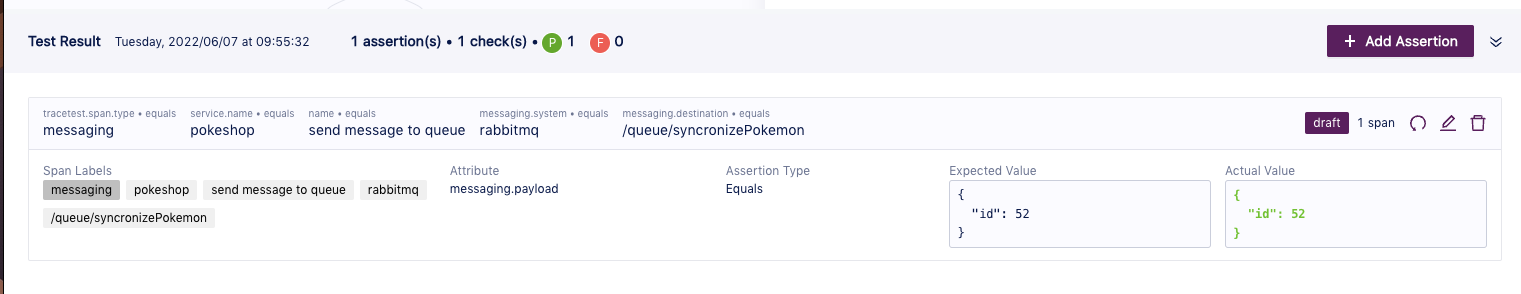 Test Result Tuesday, 2022/06/07 at 09:55:32 1 assertion(s) • 1 check(s) • P 1 F 0 + Add Assertion
tracetest.span.type • equals service.name • equals name • equals messaging.system • equals messaging.destination • equals
messaging pokeshop send message to queue rabbitmq /queue/syncronizePokemon draft 1 span
Span Labels Attribute Assertion Type Expected Value Actual Value
messaging pokeshop send message to queue rabbitmq messaging.payload Equals { {
"id": 52 "id": 52
/queue/syncronizePokemon } }